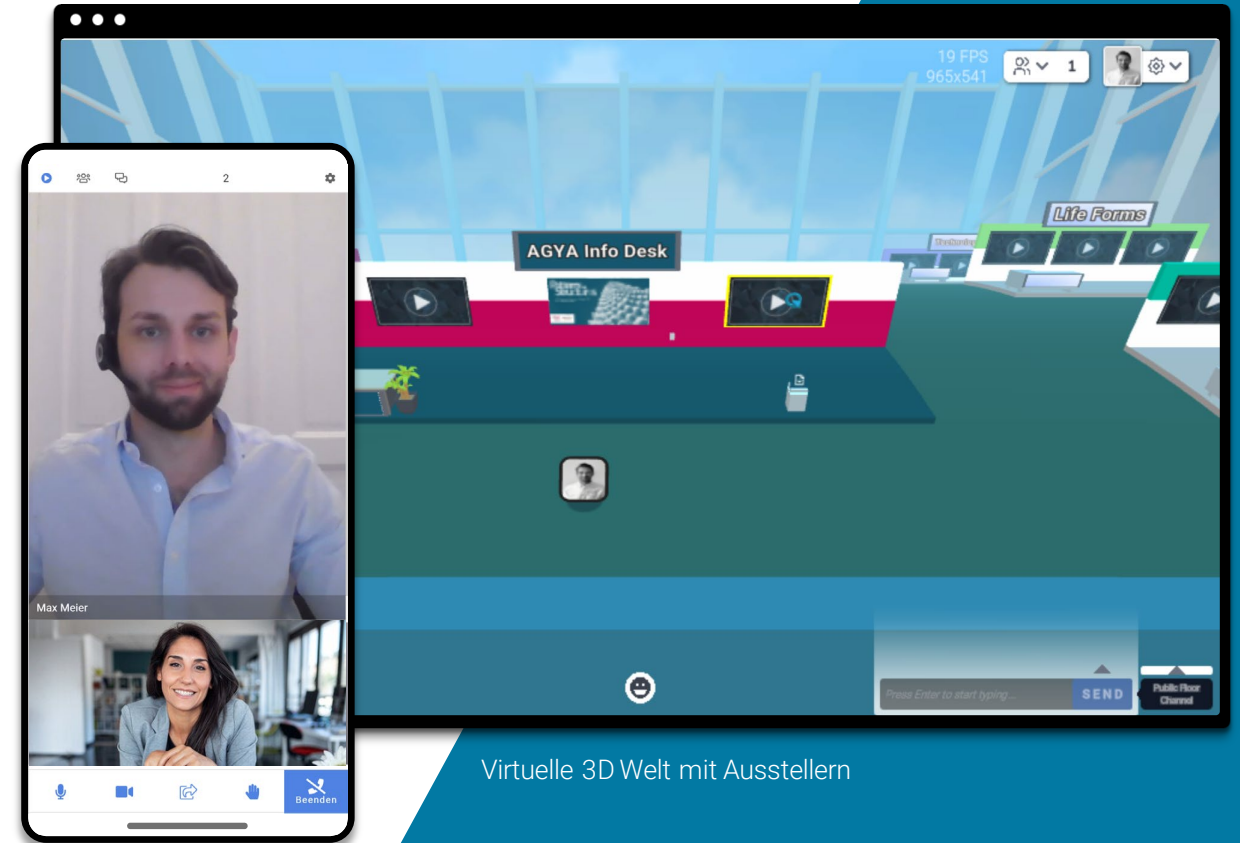 19 FPS
965x541
1
2
Life Forms
AGYA Info Desk
Max Meier
Press Enter to start typing...
SEND
Public Floor
Channel
Beenden
Virtuelle 3D Welt mit Ausstellern